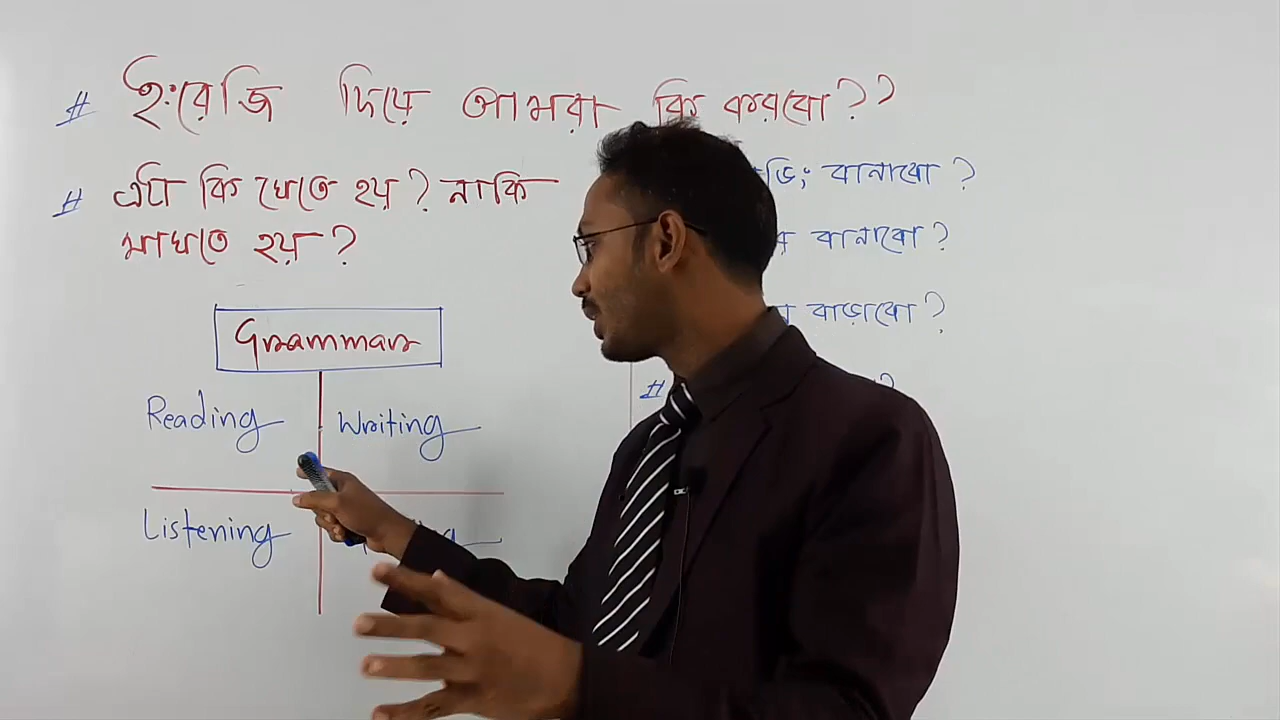 # ইংরেজি দিয়ে আমরা কি করবো??
# এটা কি খেতে হয়? নাকি
মাখতে হয়?
Grammar
Reading
Writing
Listening
বানাবো?
বানাবো?
বাড়াবো?
#